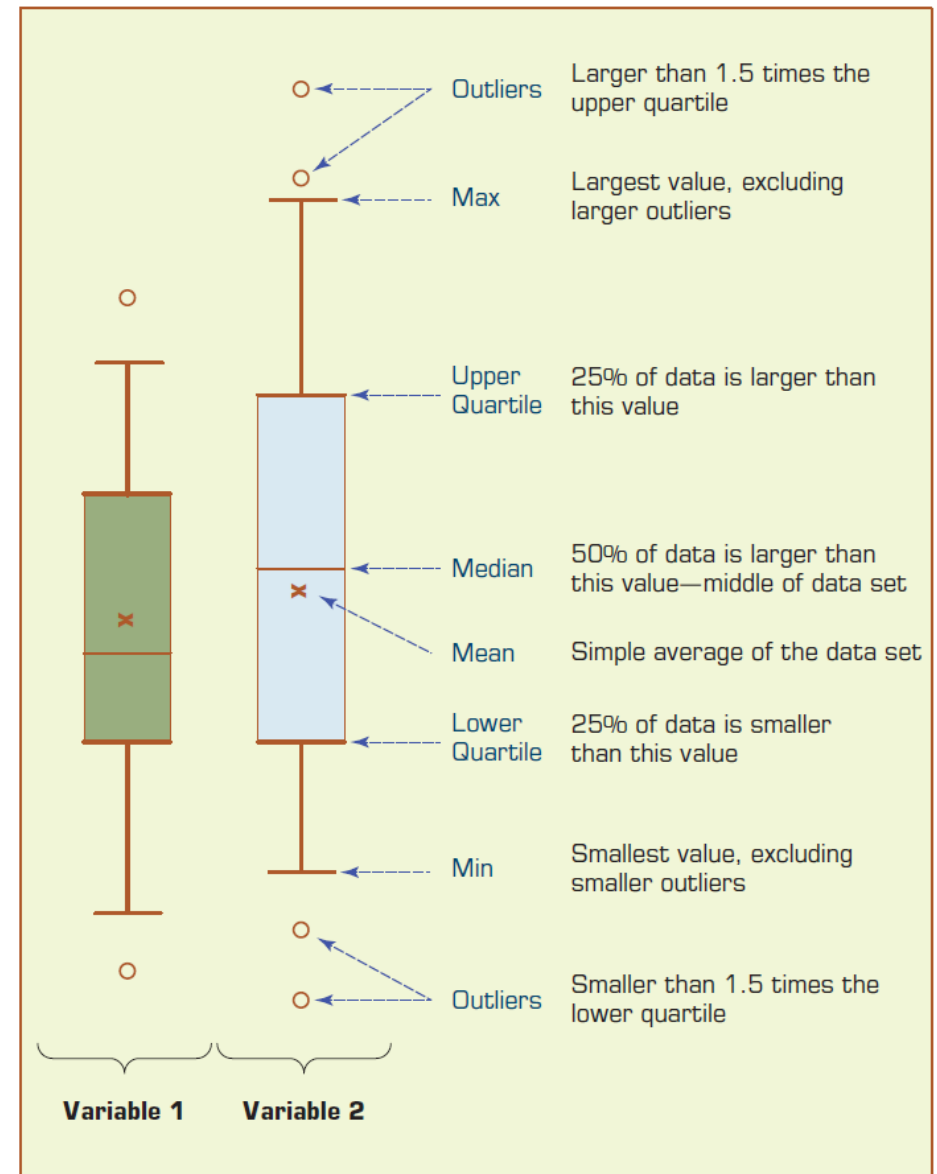 Outliers
Larger than 1.5 times the
upper quartile
Max
Largest value, excluding
larger outliers
Upper
Quartile
25% of data is larger than
this value
Median
50% of data is larger than
this value—middle of data set
Mean
Simple average of the data set
Lower
Quartile
25% of data is smaller
than this value
Min
Smallest value, excluding
smaller outliers
Outliers
Smaller than 1.5 times the
lower quartile
Variable 1
Variable 2